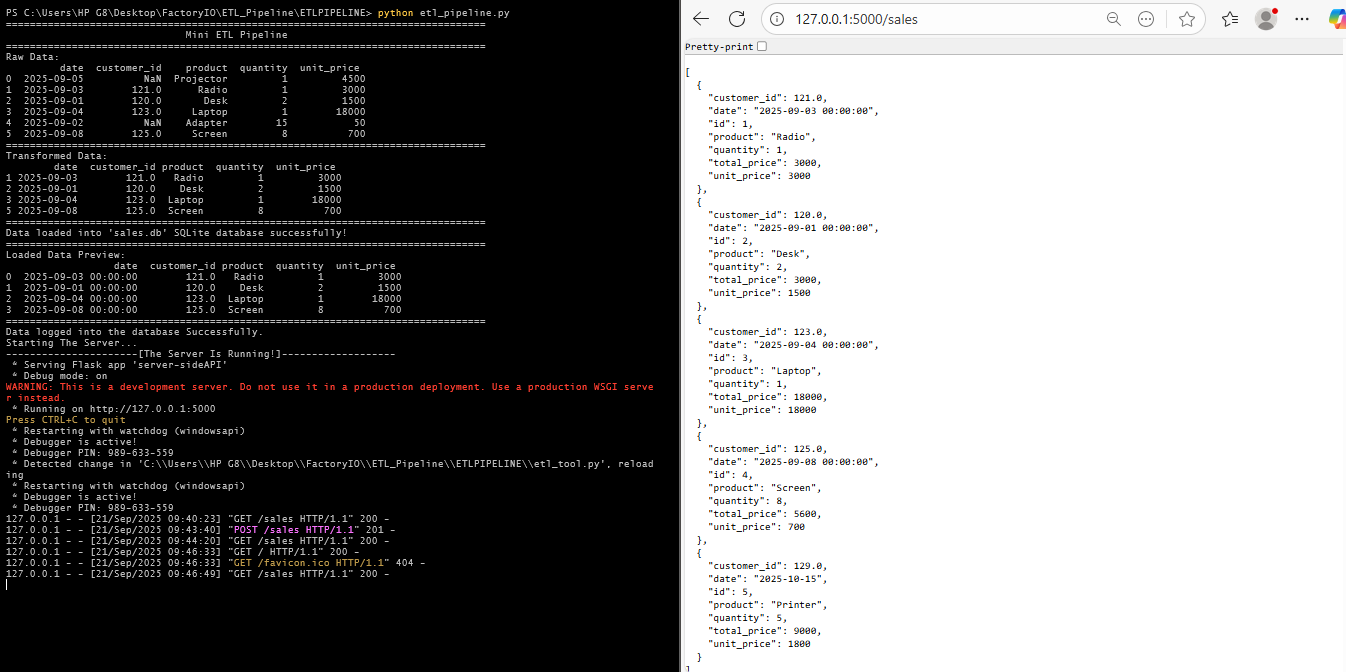 PS C:\Users\HP G8\Desktop\FactoryIO\ETL_Pipeline\ETLPIPELINE> python etl_pipeline.py
================================================================================
Mini ETL Pipeline
================================================================================
Raw Data:
date customer_id product quantity unit_price
0 2025-09-05 NaN Projector 1 4500
1 2025-09-03 121.0 Radio 1 3000
2 2025-09-01 120.0 Desk 2 1500
3 2025-09-04 123.0 Laptop 1 18000
4 2025-09-02 NaN Adapter 15 50
5 2025-09-08 125.0 Screen 8 700
================================================================================
Transformed Data:
date customer_id product quantity unit_price
1 2025-09-03 121.0 Radio 1 3000
2 2025-09-01 120.0 Desk 2 1500
3 2025-09-04 123.0 Laptop 1 18000
5 2025-09-08 125.0 Screen 8 700
================================================================================
Data loaded into 'sales.db' SQLite database successfully!
================================================================================
Loaded Data Preview:
date customer_id product quantity unit_price
0 2025-09-03 00:00:00 121.0 Radio 1 3000
1 2025-09-01 00:00:00 120.0 Desk 2 1500
2 2025-09-04 00:00:00 123.0 Laptop 1 18000
3 2025-09-08 00:00:00 125.0 Screen 8 700
================================================================================
Data logged into the database Successfully.
Starting The Server...
----------------------[The Server Is Running!]-------------------
* Serving Flask app 'server-sideAPI'
* Debug mode: on
WARNING: This is a development server. Do not use it in a production deployment. Use a production WSGI serve
r instead.
* Running on http://127.0.0.1:5000
Press CTRL+C to quit
* Restarting with watchdog (windowsapi)
* Debugger is active!
* Debugger PIN: 989-633-559
* Detected change in 'C:\\Users\\HP G8\\Desktop\\FactoryIO\\ETL_Pipeline\\ETLPIPELINE\\etl_tool.py', reload
ing
* Restarting with watchdog (windowsapi)
* Debugger is active!
* Debugger PIN: 989-633-559
127.0.0.1 - - [21/Sep/2025 09:40:23] "GET /sales HTTP/1.1" 200 -
127.0.0.1 - - [21/Sep/2025 09:43:40] "POST /sales HTTP/1.1" 201 -
127.0.0.1 - - [21/Sep/2025 09:44:20] "GET /sales HTTP/1.1" 200 -
127.0.0.1 - - [21/Sep/2025 09:46:33] "GET / HTTP/1.1" 200 -
127.0.0.1 - - [21/Sep/2025 09:46:33] "GET /favicon.ico HTTP/1.1" 404 -
127.0.0.1 - - [21/Sep/2025 09:46:49] "GET /sales HTTP/1.1" 200 -
127.0.0.1:5000/sales
Pretty-print
[
{
"customer_id": 121.0,
"date": "2025-09-03 00:00:00",
"id": 1,
"product": "Radio",
"quantity": 1,
"total_price": 3000,
"unit_price": 3000
},
{
"customer_id": 120.0,
"date": "2025-09-01 00:00:00",
"id": 2,
"product": "Desk",
"quantity": 2,
"total_price": 3000,
"unit_price": 1500
},
{
"customer_id": 123.0,
"date": "2025-09-04 00:00:00",
"id": 3,
"product": "Laptop",
"quantity": 1,
"total_price": 18000,
"unit_price": 18000
},
{
"customer_id": 125.0,
"date": "2025-09-08 00:00:00",
"id": 4,
"product": "Screen",
"quantity": 8,
"total_price": 5600,
"unit_price": 700
},
{
"customer_id": 129.0,
"date": "2025-10-15",
"id": 5,
"product": "Printer",
"quantity": 5,
"total_price": 9000,
"unit_price": 1800
}
]